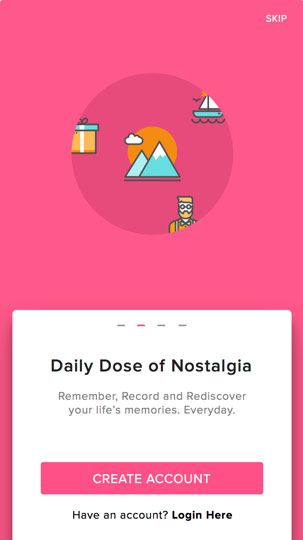 SKIP
Daily Dose of Nostalgia
Remember, Record and Rediscover
your life's memories. Everyday.
CREATE ACCOUNT
Have an account? Login Here